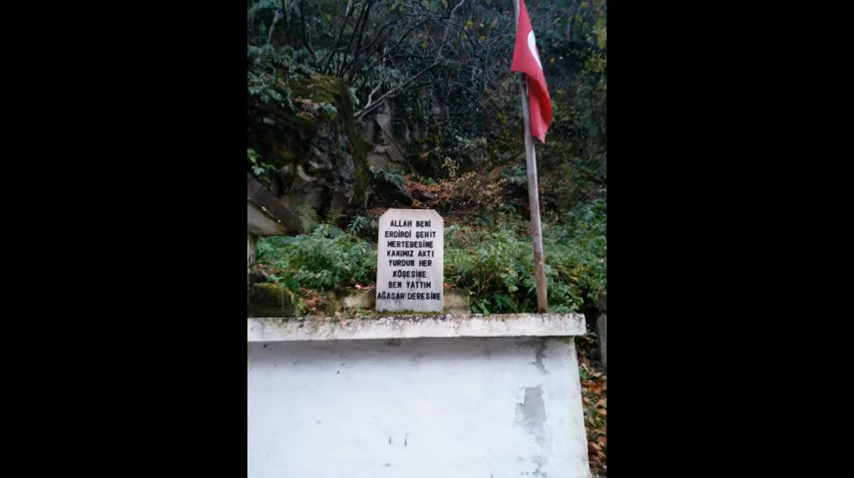 ALLAH BENİ
ERDİRDİ ŞEHİT
MERTEBESİNE
KANIMIZ AKTI
YURDUN HER
KÖŞESİNE
BEN YATTIM
AĞASAR DERESİNE